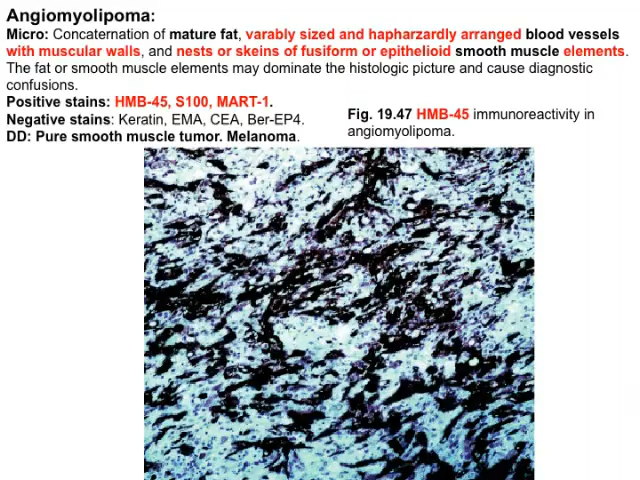 Angiomyolipoma:
Micro: Concaternation of mature fat, varably sized and hapharzardly arranged blood vessels
with muscular walls, and nests or skeins of fusiform or epithelioid smooth muscle elements.
The fat or smooth muscle elements may dominate the histologic picture and cause diagnostic
confusions.
Positive stains: HMB-45, S100, MART-1.
Negative stains: Keratin, EMA, CEA, Ber-EP4.
DD: Pure smooth muscle tumor. Melanoma.
Fig. 19.47 HMB-45 immunoreactivity in
angiomyolipoma.